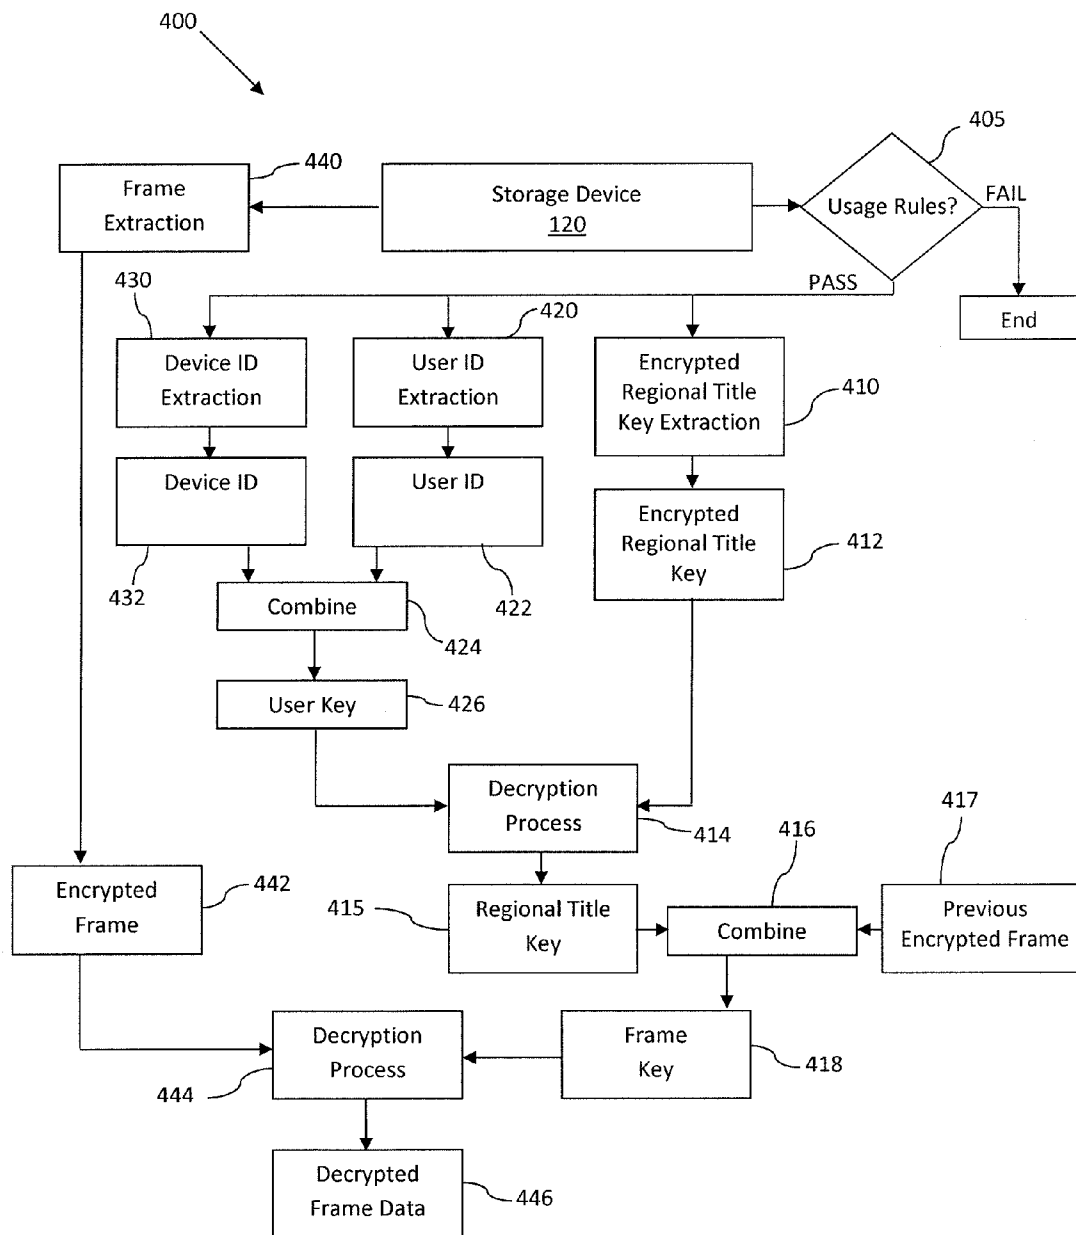 400
405
440
Frame
Extraction
Storage Device
120
Usage Rules?
FAIL
PASS
End
430
420
Device ID
Extraction
User ID
Extraction
Encrypted
Regional Title
Key Extraction
410
Device ID
User ID
Encrypted
Regional Title
Key
412
432
422
Combine
424
User Key
426
Decryption
Process
414
416
417
Encrypted
Frame
442
415
Regional Title
Key
Combine
Previous
Encrypted Frame
Decryption
Process
444
Frame
Key
418
Decrypted
Frame Data
446